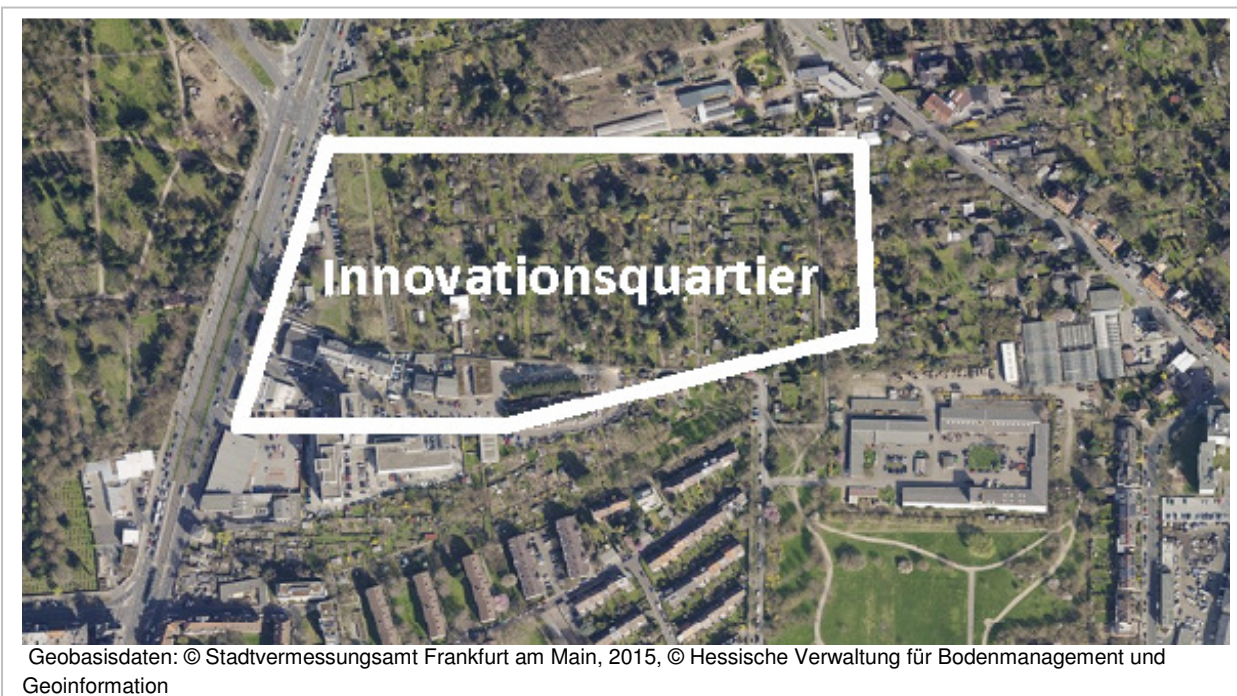 Innovationsquartier
Geobasisdaten: © Stadtvermessungsamt Frankfurt am Main, 2015, © Hessische Verwaltung für Bodenmanagement und
Geoinformation